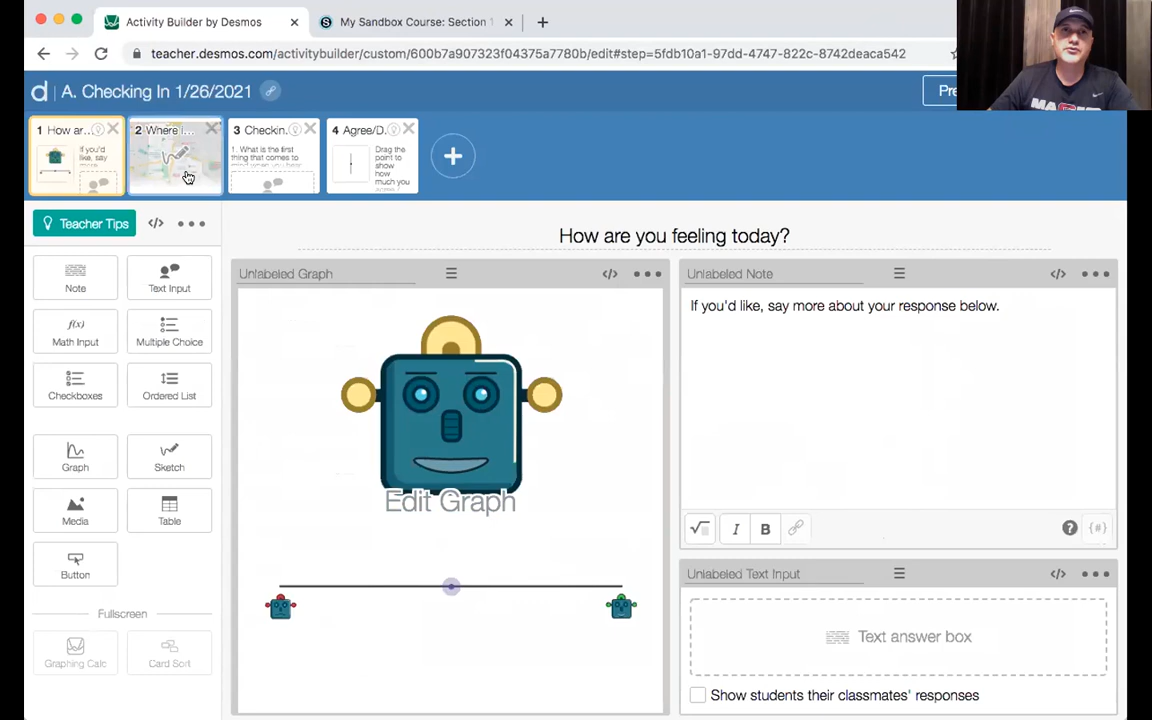 Activity Builder by Desmos
My Sandbox Course: Section 1
teacher.desmos.com/activitybuilder/custom/600b7a907323f04375a7780b/edit#step=5fdb10a1-97dd-4747-822c-8742deaca542
d | A. Checking In 1/26/2021
Pre
1 How ar...
If you'd
like, say
more
2 Where i...
3 Checkin.
1. What is the first
thing that comes to
4 Agree/D.
Drag the
point to
show
how
much you
Teacher Tips
Note
Text Input
f(x)
Math Input
Multiple Choice
Checkboxes
Ordered List
Graph
Sketch
Media
Table
Button
Fullscreen
Graphing Calc
Card Sort
How are you feeling today?
Unlabeled Graph
Edit Graph
Unlabeled Note
If you'd like, say more about your response below.
I
B
?
{#}
Unlabeled Text Input
Text answer box
Show students their classmates' responses